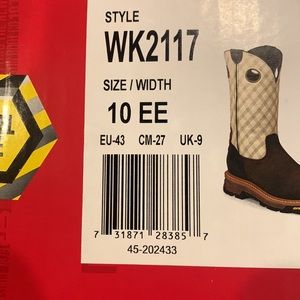 STYLE
WK2117
SIZE / WIDTH
10 EE
EU-43 CM-27 UK-9
7 31871 28385 7
45-202433